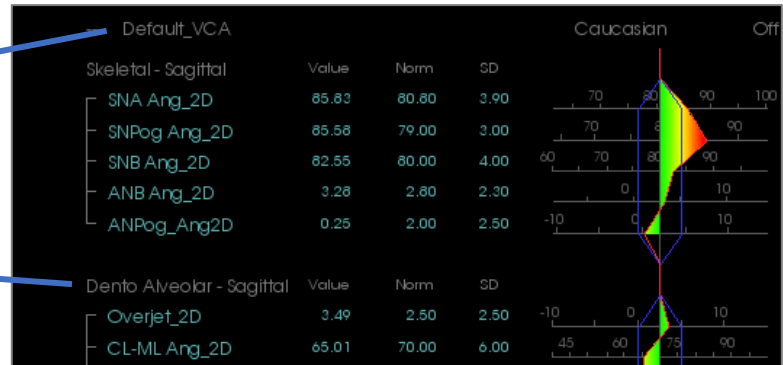 Default_VCA Caucasian Off
Skeletal - Sagittal Value Norm SD
SNA Ang_2D 85.83 80.80 3.90 70 80 90 100
SNPog Ang_2D 85.58 79.00 3.00 70 8 90
SNB Ang_2D 82.55 80.00 4.00 60 70 80 90
ANB Ang_2D 3.28 2.80 2.30 0 10
ANPog_Ang2D 0.25 2.00 2.50 -10 0 10
Dento Alveolar - Sagittal Value Norm SD
Overjet_2D 3.49 2.50 2.50 -10 0 10
CL-ML Ang_2D 65.01 70.00 6.00 45 60 75 90